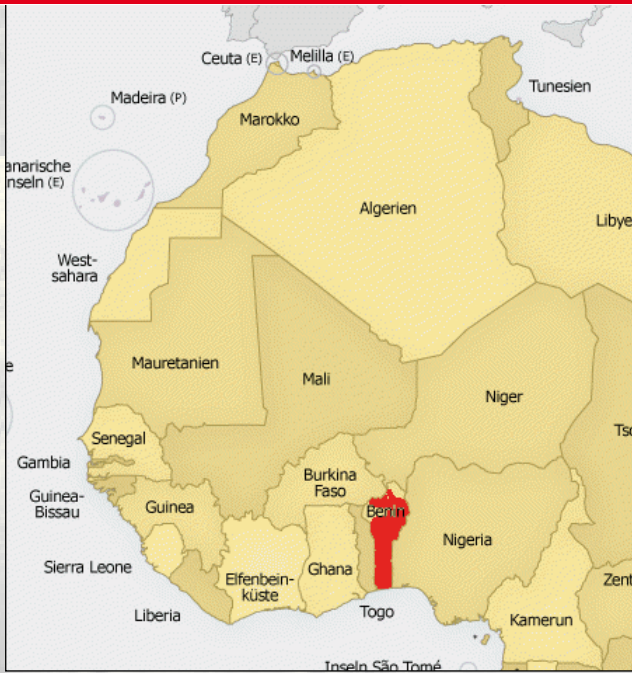 Ceuta (E)
Melilla (E)
Madeira (P)
Tunesien
Marokko
anarische
nseln (E)
Algerien
Libye
West-
sahara
Mauretanien
Mali
Niger
e
Tsc
Senegal
Gambia
Guinea-
Bissau
Guinea
Burkina
Faso
Benin
Nigeria
Sierra Leone
Elfenbein-
küste
Ghana
Liberia
Togo
Kamerun
Zent
Inseln São Tomé